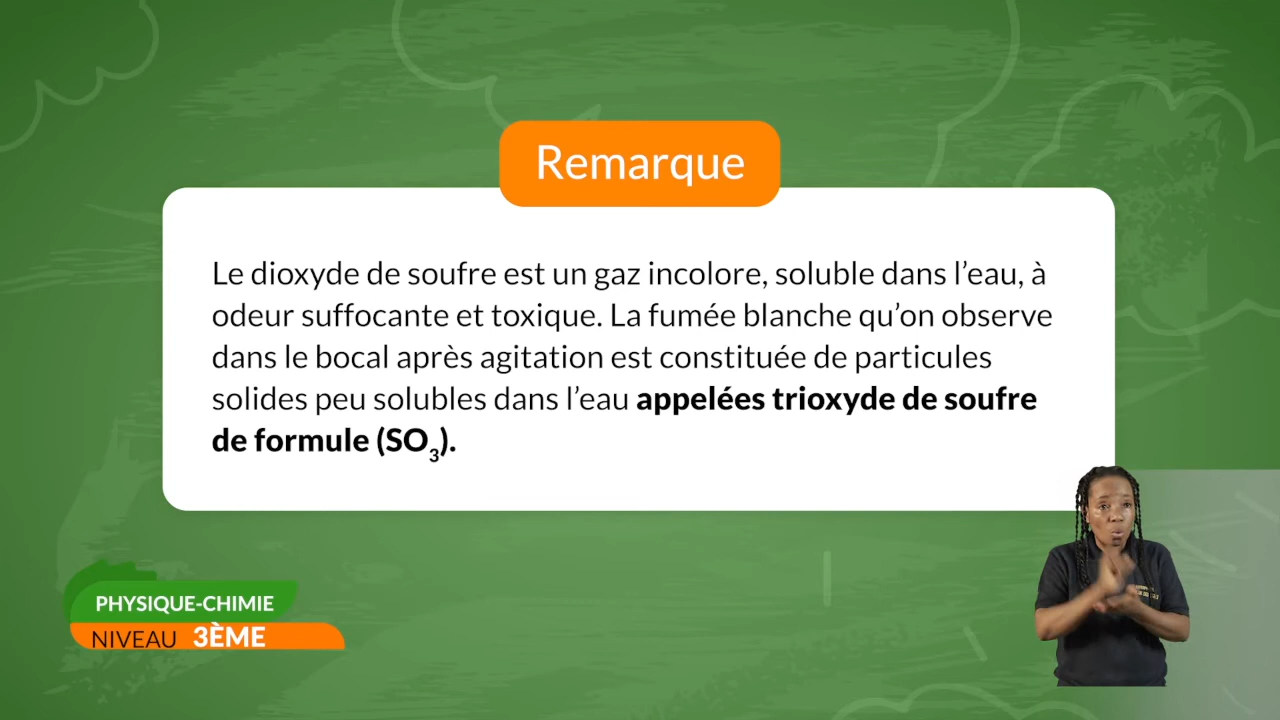 Remarque
Le dioxyde de soufre est un gaz incolore, soluble dans l’eau, à
odeur suffocante et toxique. La fumée blanche qu’on observe
dans le bocal après agitation est constituée de particules
solides peu solubles dans l’eau appelées trioxyde de soufre
de formule (SO₃).
PHYSIQUE-CHIMIE
NIVEAU 3ÈME